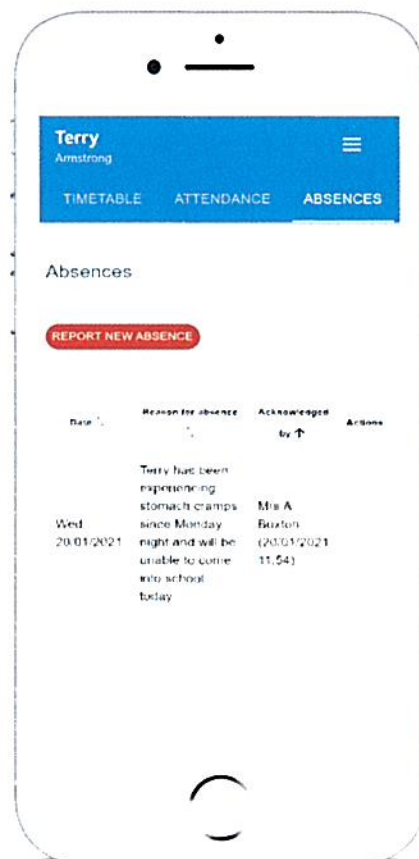 Terry
Armstrong
TIMETABLE ATTENDANCE ABSENCES
Absences
REPORT NEW ABSENCE
Date
Reason for absence
Acknowledged
by ↑
Actions
Wed
20/01/2021
Terry has been
experiencing
stomach cramps
since Monday
night and will be
unable to come
into school
today
Mrs A
Buxton
(20/01/2021
11:54)